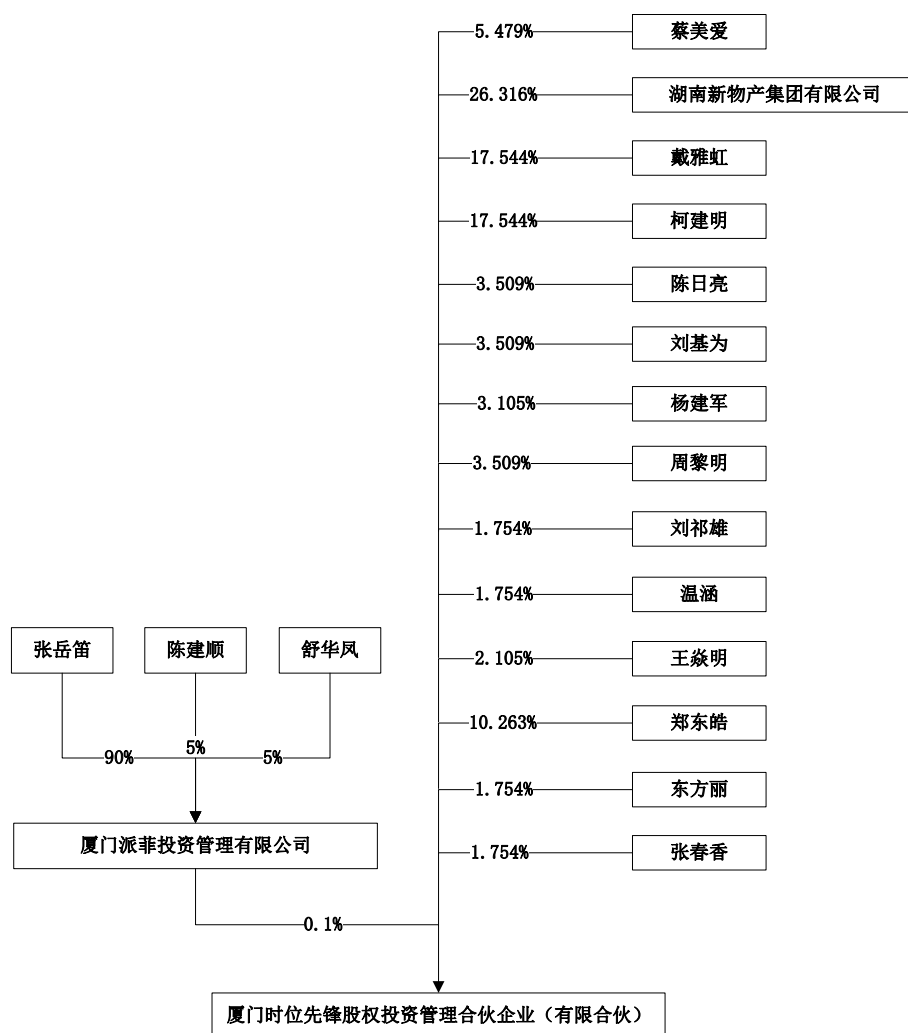 5.479% 蔡美爱
26.316% 湖南新物产集团有限公司
17.544% 戴雅虹
17.544% 柯建明
3.509% 陈日亮
3.509% 刘基为
3.105% 杨建军
3.509% 周黎明
1.754% 刘祁雄
1.754% 温涵
张岳笛 陈建顺 舒华凤
2.105% 王焱明
10.263% 郑东皓
90% 5% 5%
1.754% 东方丽
厦门派菲投资管理有限公司
1.754% 张春香
0.1%
厦门时位先锋股权投资管理合伙企业（有限合伙）